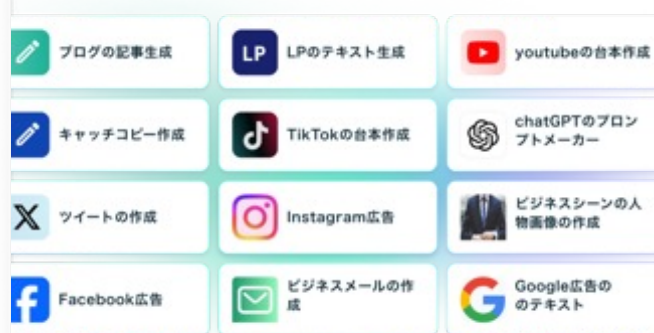 ブログの記事生成
LP
LPのテキスト生成
youtubeの台本作成
キャッチコピー作成
TikTokの台本作成
chatGPTのプロン
プトメーカー
ツイートの作成
Instagram広告
ビジネスシーンの人
物画像の作成
Facebook広告
ビジネスメールの作
成
Google広告の
のテキスト